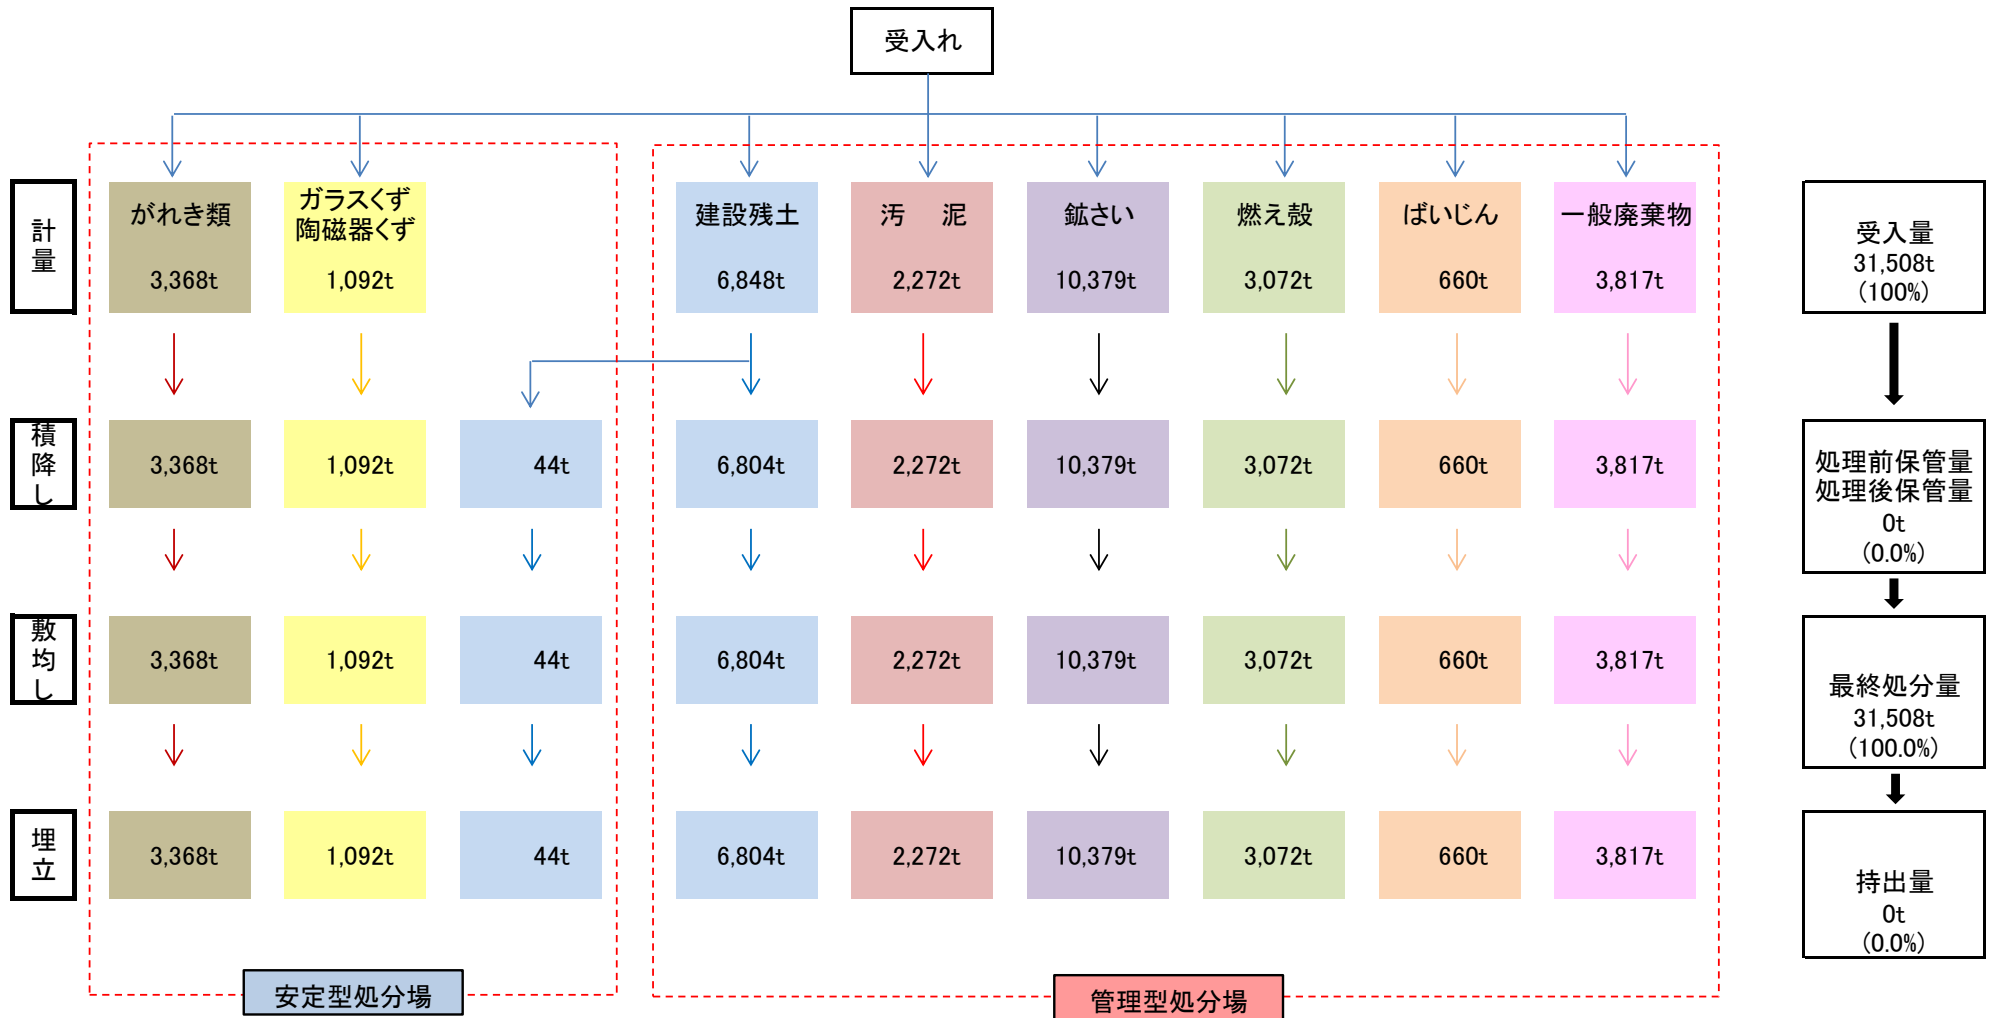 受入れ
計
量
がれき類
3,368t
ガラスくず
陶磁器くず
1,092t
建設残土
6,848t
汚　泥
2,272t
鉱さい
10,379t
燃え殻
3,072t
ばいじん
660t
一般廃棄物
3,817t
受入量
31,508t
(100%)
積
降
し
3,368t
1,092t
44t
6,804t
2,272t
10,379t
3,072t
660t
3,817t
処理前保管量
処理後保管量
0t
(0.0%)
敷
均
し
3,368t
1,092t
44t
6,804t
2,272t
10,379t
3,072t
660t
3,817t
最終処分量
31,508t
(100.0%)
埋
立
3,368t
1,092t
44t
6,804t
2,272t
10,379t
3,072t
660t
3,817t
持出量
0t
(0.0%)
安定型処分場
管理型処分場